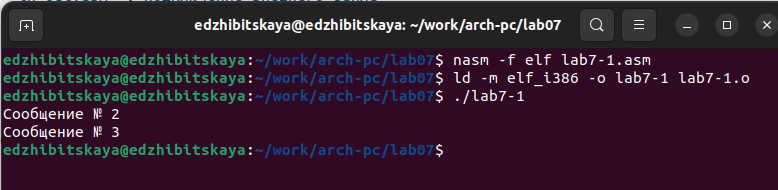 edzhibitskaya@edzhibitskaya: ~/work/arch-pc/lab07
edzhibitskaya@edzhibitskaya:~/work/arch-pc/lab07$ nasm -f elf lab7-1.asm
edzhibitskaya@edzhibitskaya:~/work/arch-pc/lab07$ ld -m elf_i386 -o lab7-1 lab7-1.o
edzhibitskaya@edzhibitskaya:~/work/arch-pc/lab07$ ./lab7-1
Сообщение № 2
Сообщение № 3
edzhibitskaya@edzhibitskaya:~/work/arch-pc/lab07$